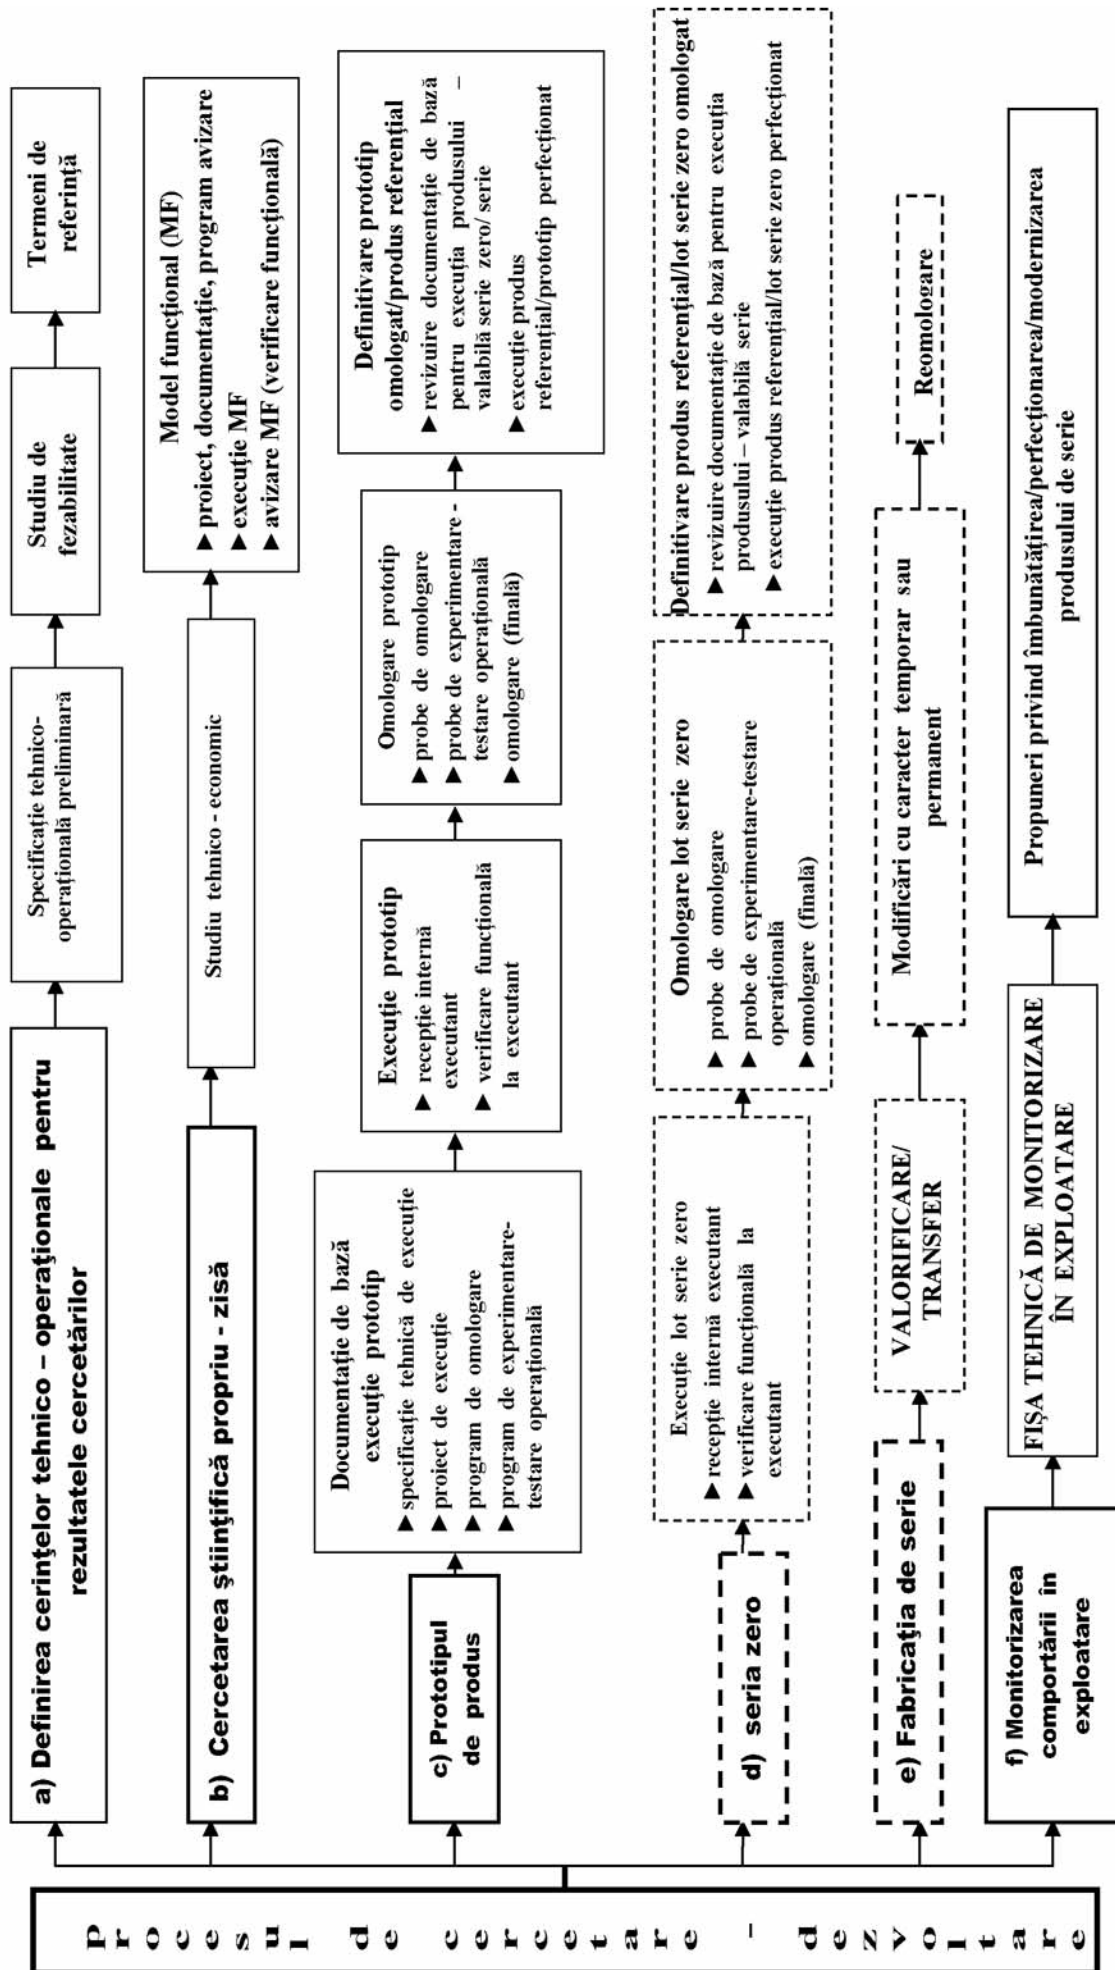 Procesul de cercetare – dezvoltare
a) Definirea cerinţelor tehnico – operaţionale pentru
rezultatele cercetărilor
Specificaţie tehnico-
operaţională preliminară
Studiu de
fezabilitate
Termeni de
referinţă
b) Cercetarea ştiinţifică propriu - zisă
Studiu tehnico - economic
Model funcţional (MF)
▶ proiect, documentaţie, program avizare
▶ execuţie MF
▶ avizare MF (verificare funcţională)
c) Prototipul
de produs
Documentaţie de bază
execuţie prototip
▶ specificaţie tehnică de execuţie
▶ proiect de execuţie
▶ program de omologare
▶ program de experimentare-
testare operaţională
Execuţie prototip
▶ recepţie internă
executant
▶ verificare funcţională
la executant
Omologare prototip
▶ probe de omologare
▶ probe de experimentare -
testare operaţională
▶ omologare (finală)
Definitivare prototip
omologat/produs referenţial
▶ revizuire documentaţie de bază
pentru execuţia produsului –
valabilă serie zero/ serie
▶ execuţie produs
referenţial/prototip perfecţionat
d) seria zero
Execuţie lot serie zero
▶ recepţie internă executant
▶ verificare funcţională la
executant
Omologare lot serie zero
▶ probe de omologare
▶ probe de experimentare-testare
operaţională
▶ omologare (finală)
Definitivare produs referenţial/lot serie zero omologat
▶ revizuire documentaţie de bază pentru execuţia
produsului – valabilă serie
▶ execuţie produs referenţial/lot serie zero perfecţionat
e) Fabricaţia de serie
VALORIFICARE/
TRANSFER
Modificări cu caracter temporar sau
permanent
Reomologare
f) Monitorizarea
comportării în
exploatare
FIŞA TEHNICĂ DE MONITORIZARE
ÎN EXPLOATARE
Propuneri privind îmbunătăţirea/perfecţionarea/modernizarea
produsului de serie